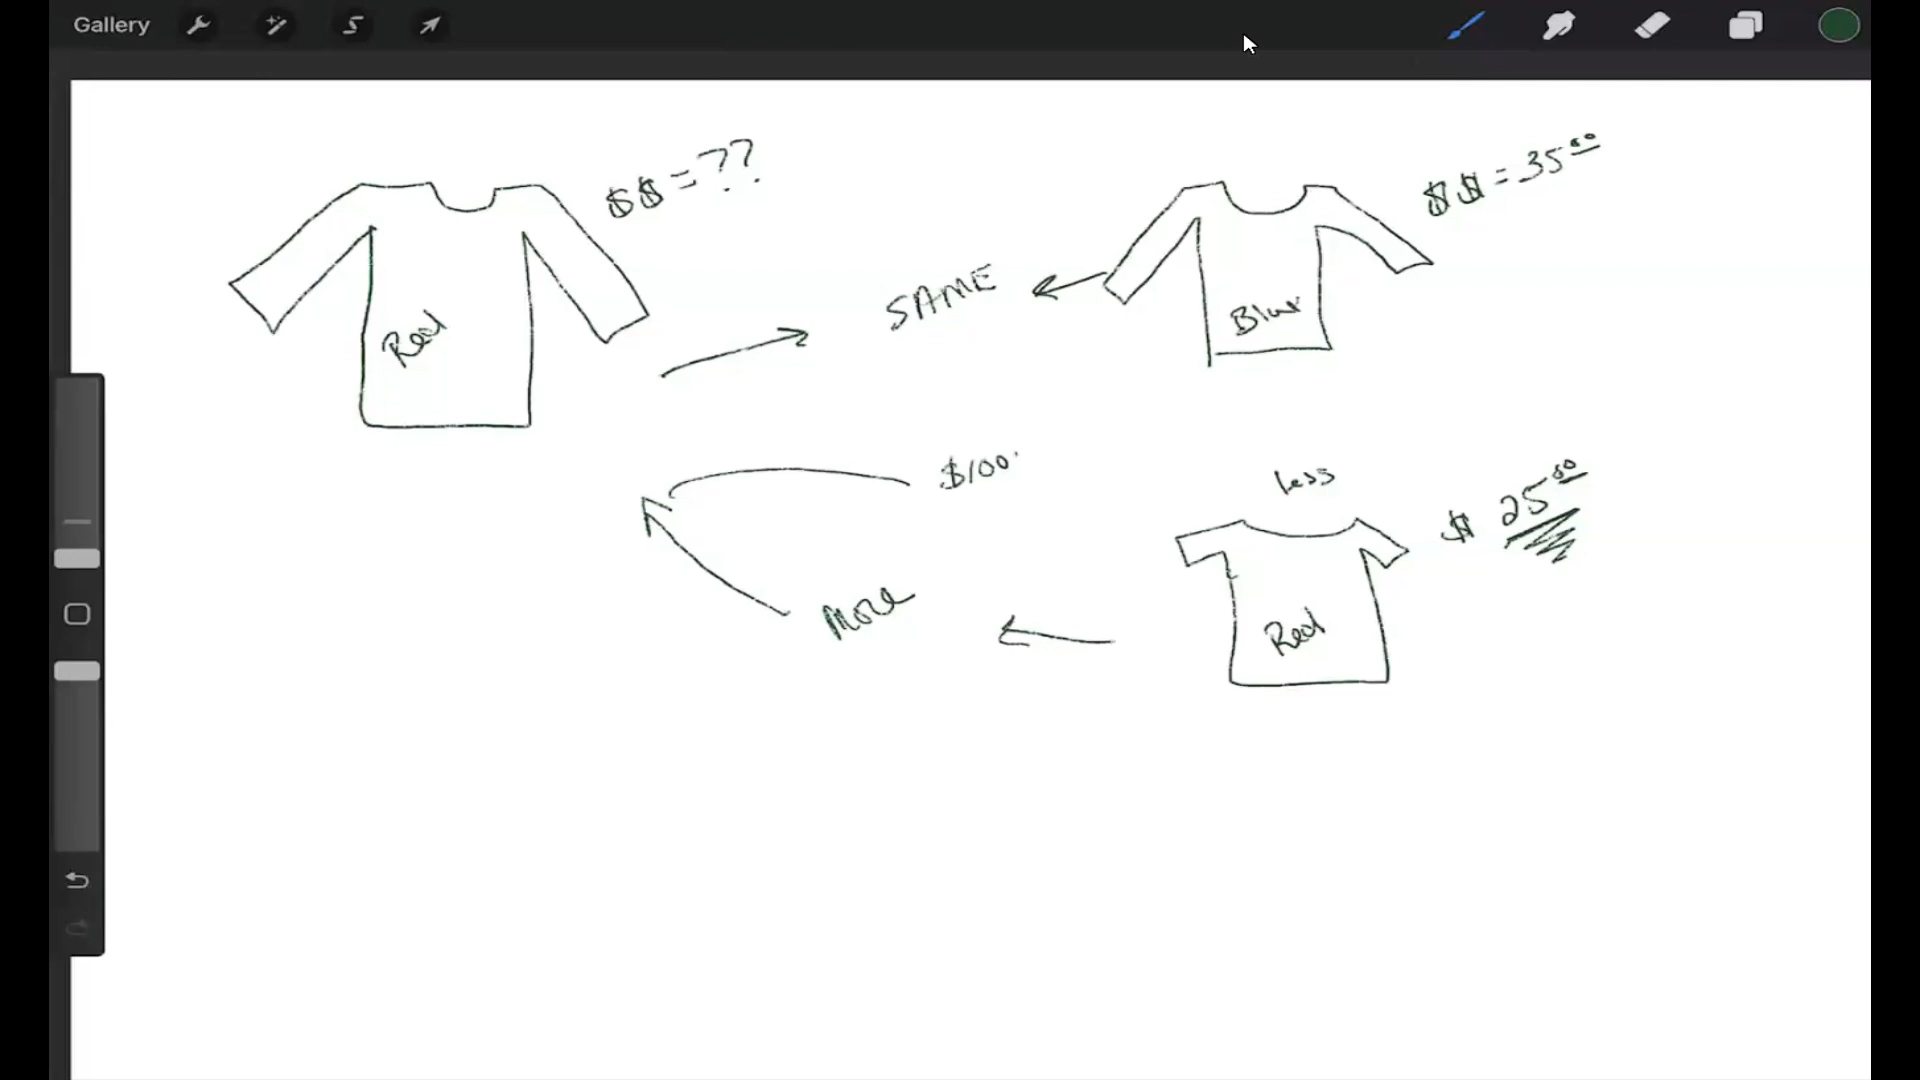 Gallery
$$ = ??
$$ = 35.00
SAME
Red
Blue
$100
Less
$ 25.00
More
Red